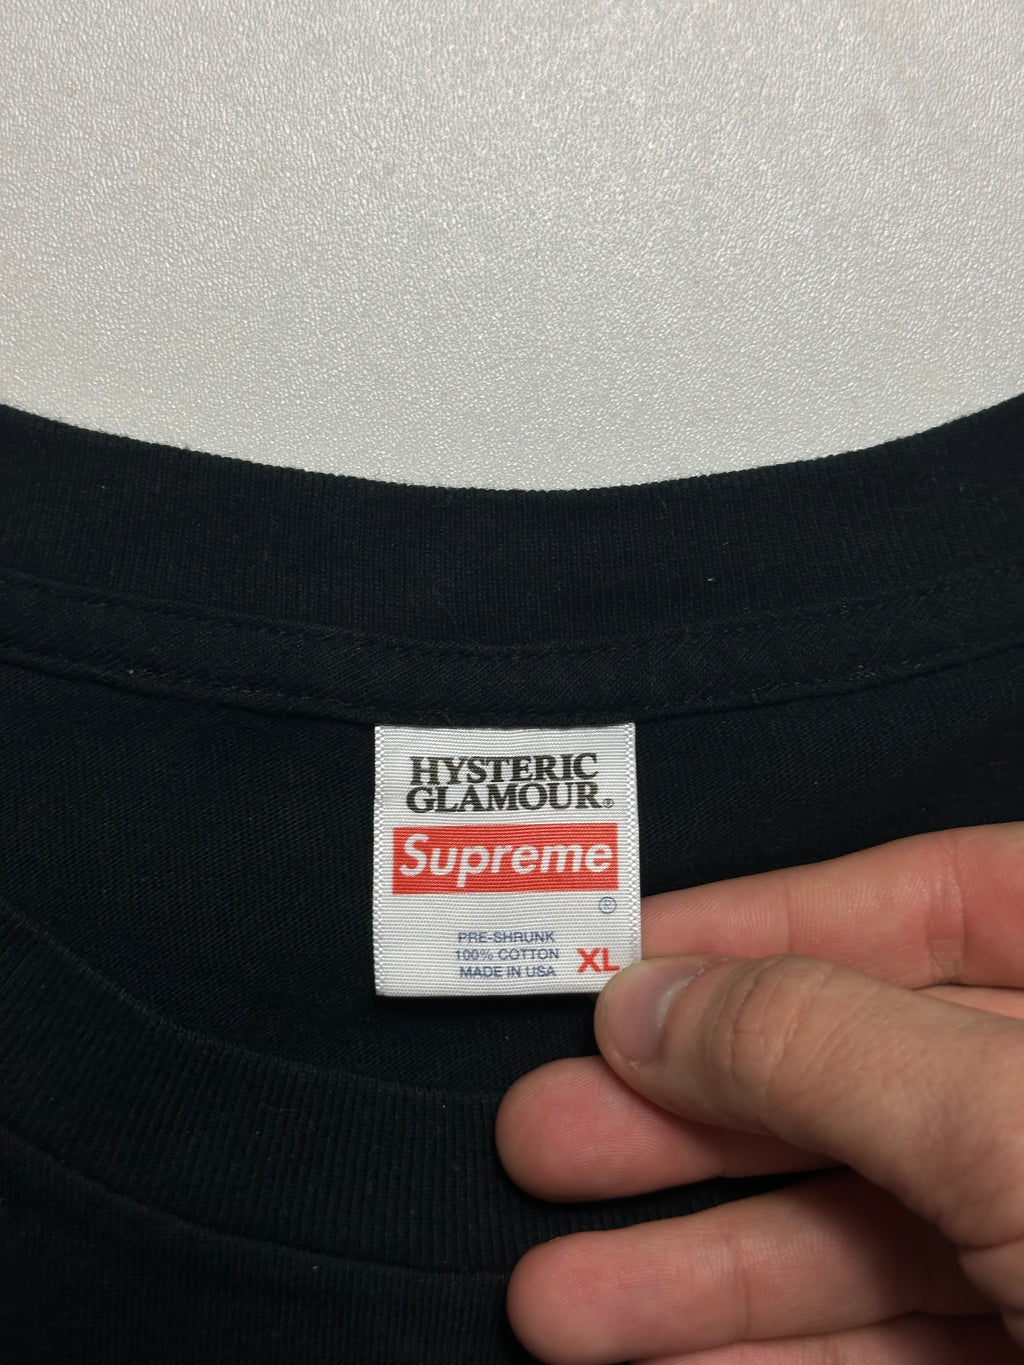 HYSTERIC
GLAMOUR®
Supreme
®
PRE-SHRUNK
100% COTTON
MADE IN USA
XL